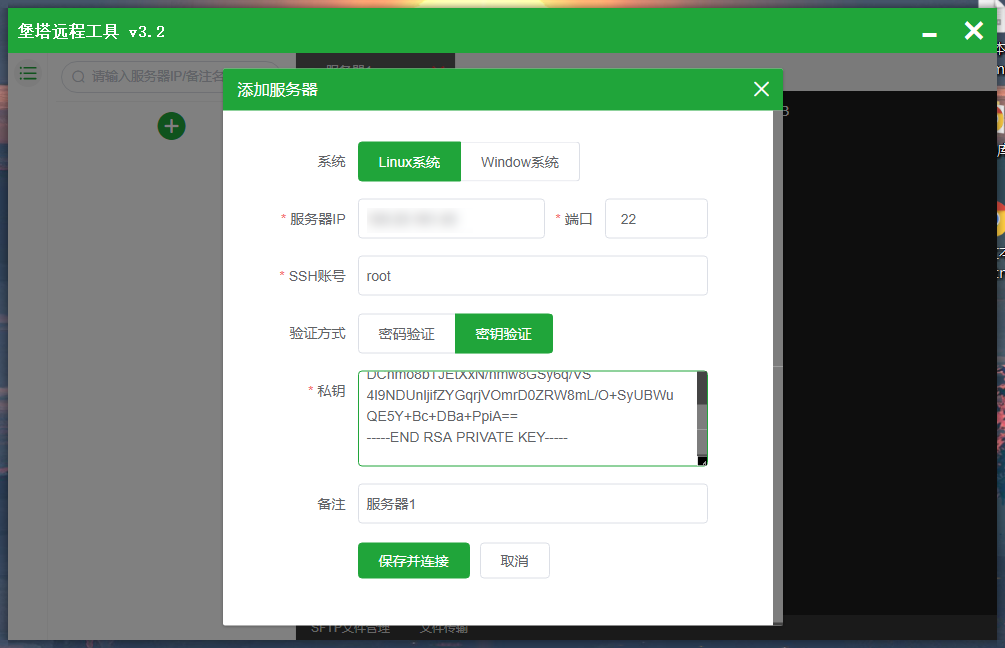 堡塔远程工具 v3.2
请输入服务器IP/备注名
服务器1
添加服务器
系统
Linux系统
Window系统
* 服务器IP
* 端口
22
* SSH账号
root
验证方式
密码验证
密钥验证
* 私钥
4l9NDUnIjifZYGqrjVOmrD0ZRW8mL/O+SyUBWu
QE5Y+Bc+DBa+PpiA==
-----END RSA PRIVATE KEY-----
备注
服务器1
保存并连接
取消
SFTP文件管理
文件传输